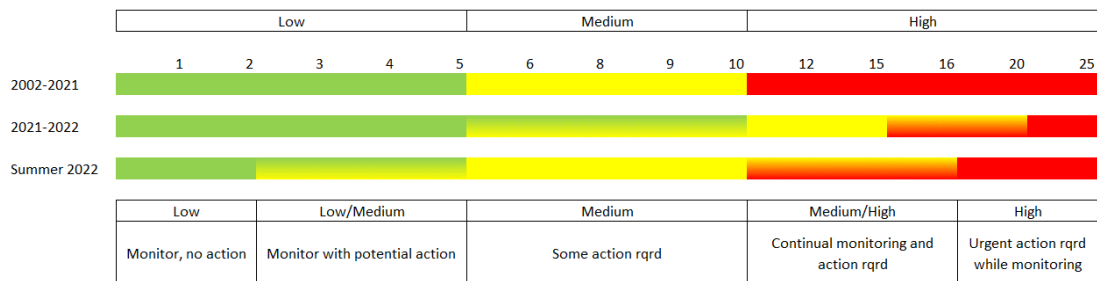 Low Medium High
1 2 3 4 5 6 8 9 10 12 15 16 20 25
2002-2021
2021-2022
Summer 2022
Low Low/Medium Medium Medium/High High
Monitor, no action Monitor with potential action Some action rqrd Continual monitoring and action rqrd Urgent action rqrd while monitoring